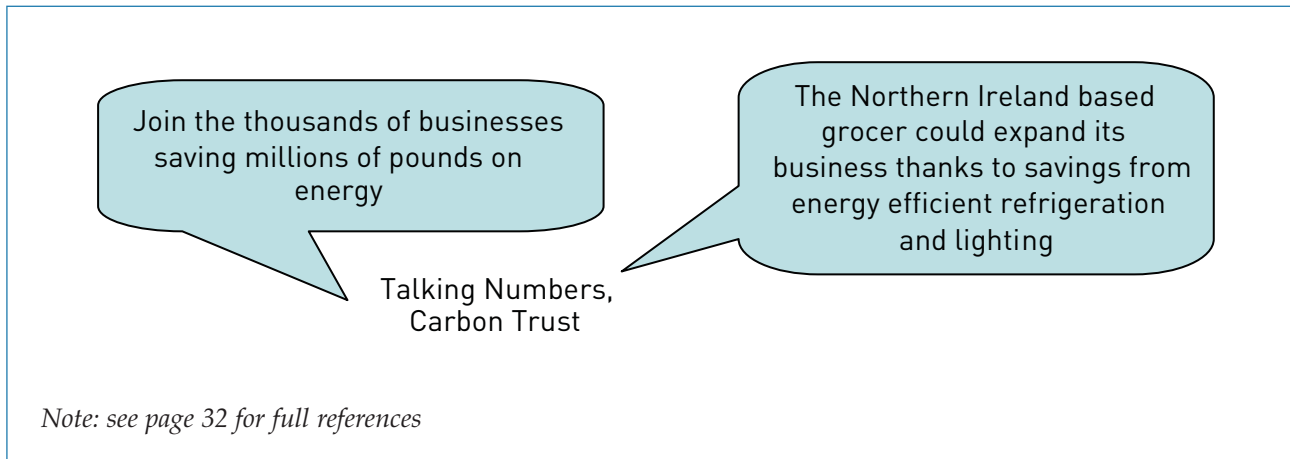 Join the thousands of businesses
saving millions of pounds on
energy
The Northern Ireland based
grocer could expand its
business thanks to savings from
energy efficient refrigeration
and lighting
Talking Numbers,
Carbon Trust
Note: see page 32 for full references